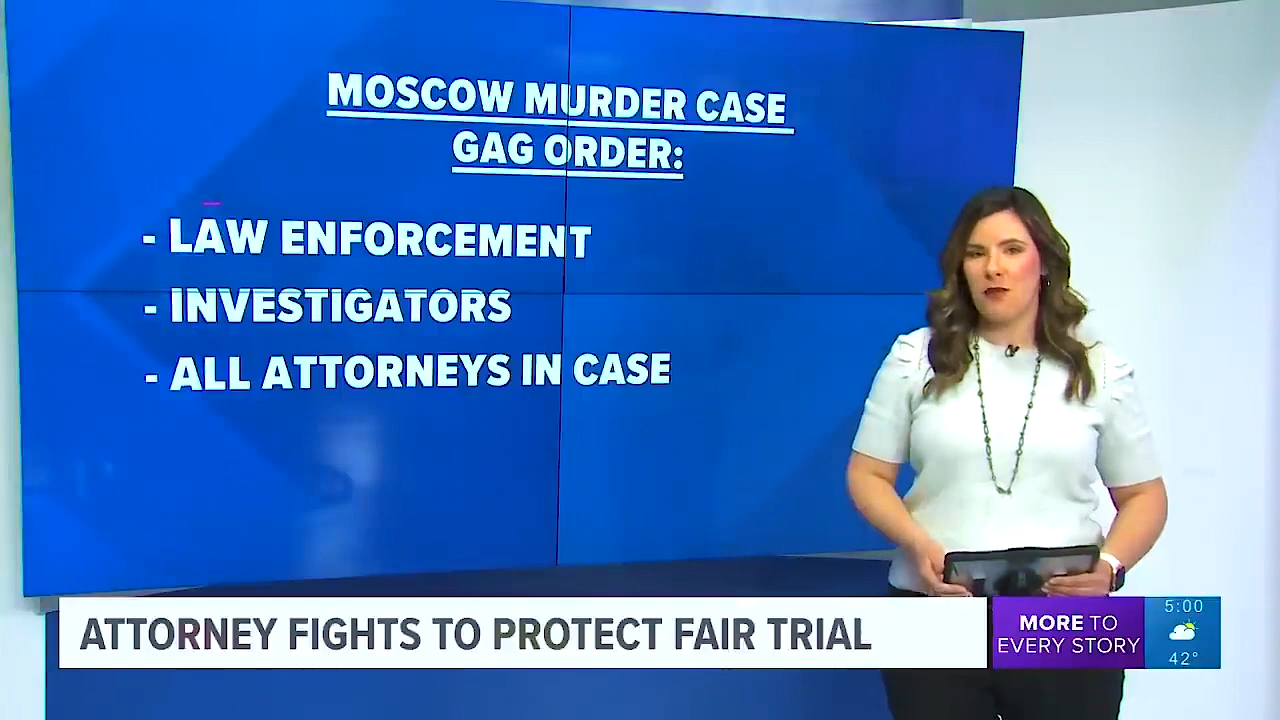 MOSCOW MURDER CASE
GAG ORDER:
- LAW ENFORCEMENT
- INVESTIGATORS
- ALL ATTORNEYS IN CASE
ATTORNEY FIGHTS TO PROTECT FAIR TRIAL
MORE TO
EVERY STORY
5:00
42°